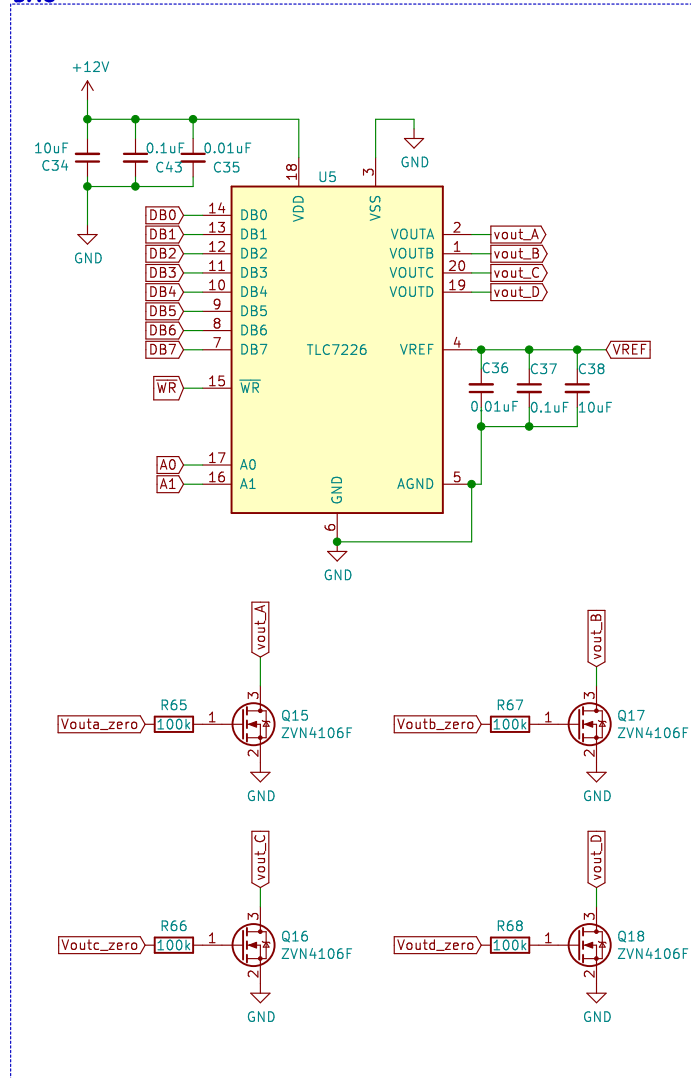 +12V
10uF
C34
0.1uF
C43
0.01uF
C35
GND
18
VDD
3
VSS
GND
U5
DB0 14 DB0
DB1 13 DB1
DB2 12 DB2
DB3 11 DB3
DB4 10 DB4
DB5 9 DB5
DB6 8 DB6
DB7 7 DB7
WR 15 WR
A0 17 A0
A1 16 A1
TLC7226
VOUTA 2 vout_A
VOUTB 1 vout_B
VOUTC 20 vout_C
VOUTD 19 vout_D
VREF 4 VREF
C36
0.01uF
C37
0.1uF
C38
10uF
AGND 5
GND
6
GND
vout_A
Vouta_zero
R65
100k
1
3
2
Q15
ZVN4106F
GND
vout_B
Voutb_zero
R67
100k
1
3
2
Q17
ZVN4106F
GND
vout_C
Voutc_zero
R66
100k
1
3
2
Q16
ZVN4106F
GND
vout_D
Voutd_zero
R68
100k
1
3
2
Q18
ZVN4106F
GND